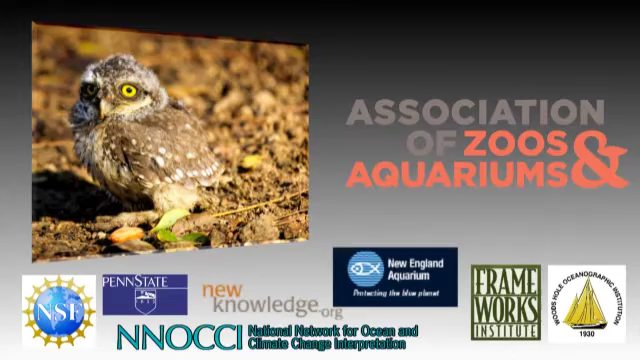 ASSOCIATION
OF ZOOS &
AQUARIUMS
NSF
PENNSTATE
1855
new
knowledge.org
New England
Aquarium
Protecting the blue planet
FRAME
WORKS
INSTITUTE
WOODS HOLE OCEANOGRAPHIC INSTITUTION
1930
NNOCCI National Network for Ocean and
Climate Change Interpretation